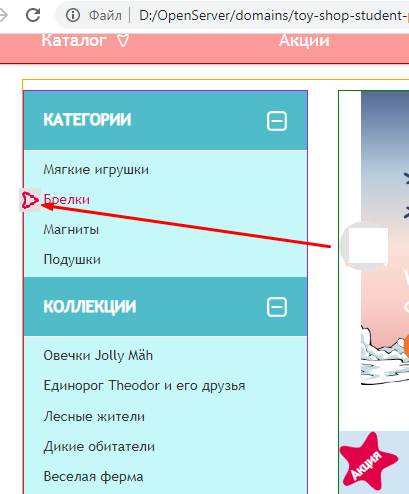 Файл D:/OpenServer/domains/toy-shop-student-
Каталог Акции
КАТЕГОРИИ
Мягкие игрушки
Брелки
Магниты
Подушки
КОЛЛЕКЦИИ
Овечки Jolly Mäh
Единорог Theodor и его друзья
Лесные жители
Дикие обитатели
Веселая ферма
Акция